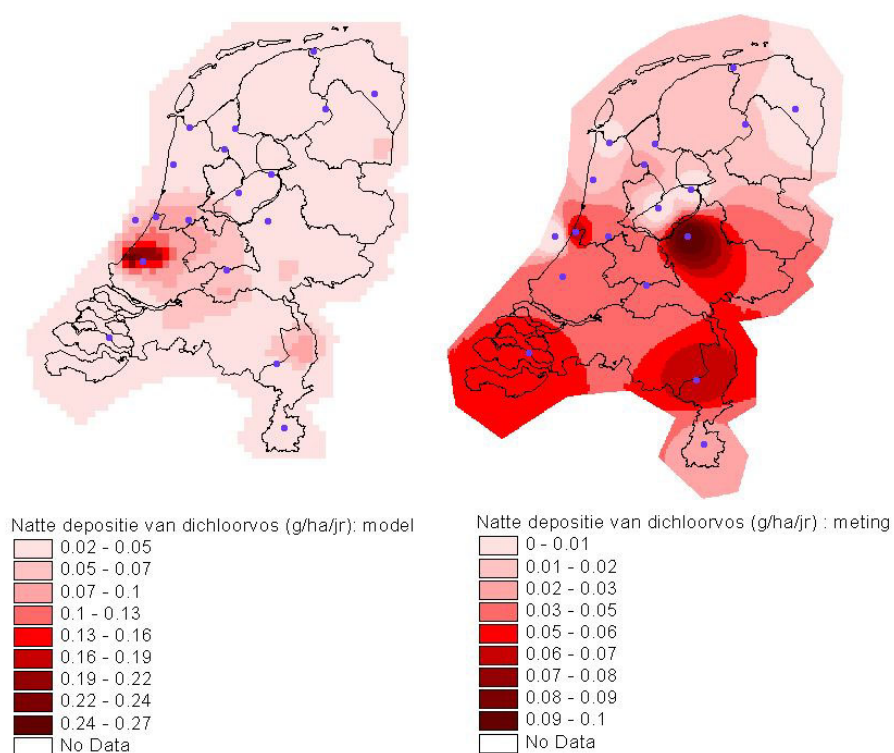 Natte depositie van dichloorvos (g/ha/jr): model
0.02 - 0.05
0.05 - 0.07
0.07 - 0.1
0.1 - 0.13
0.13 - 0.16
0.16 - 0.19
0.19 - 0.22
0.22 - 0.24
0.24 - 0.27
No Data
Natte depositie van dichloorvos (g/ha/jr) : meting
0 - 0.01
0.01 - 0.02
0.02 - 0.03
0.03 - 0.05
0.05 - 0.06
0.06 - 0.07
0.07 - 0.08
0.08 - 0.09
0.09 - 0.1
No Data